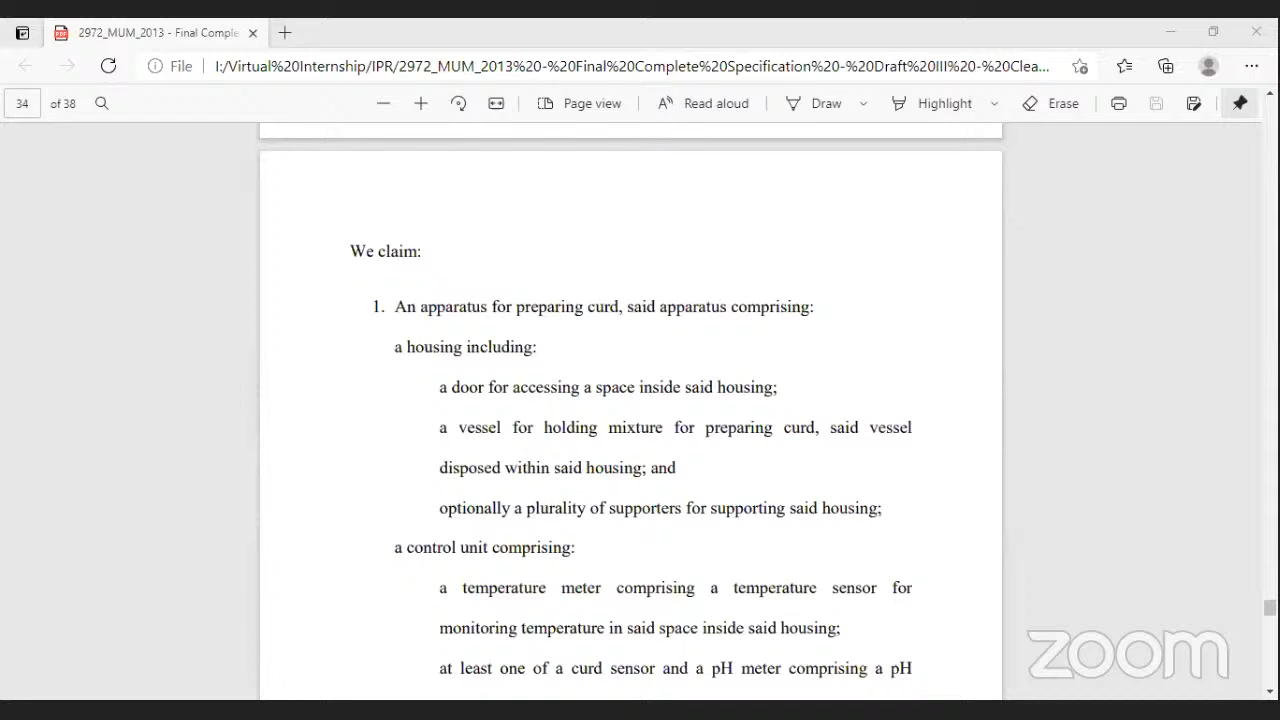 2972_MUM_2013 - Final Comple
File
I:/Virtual%20Internship/IPR/2972_MUM_2013%20-%20Final%20Complete%20Specification%20-%20Draft%20III%20-%20Clea...
34 of 38
Page view
Read aloud
Draw
Highlight
Erase
We claim:
1. An apparatus for preparing curd, said apparatus comprising:
a housing including:
a door for accessing a space inside said housing;
a vessel for holding mixture for preparing curd, said vessel
disposed within said housing; and
optionally a plurality of supporters for supporting said housing;
a control unit comprising:
a temperature meter comprising a temperature sensor for
monitoring temperature in said space inside said housing;
at least one of a curd sensor and a pH meter comprising a pH
zoom